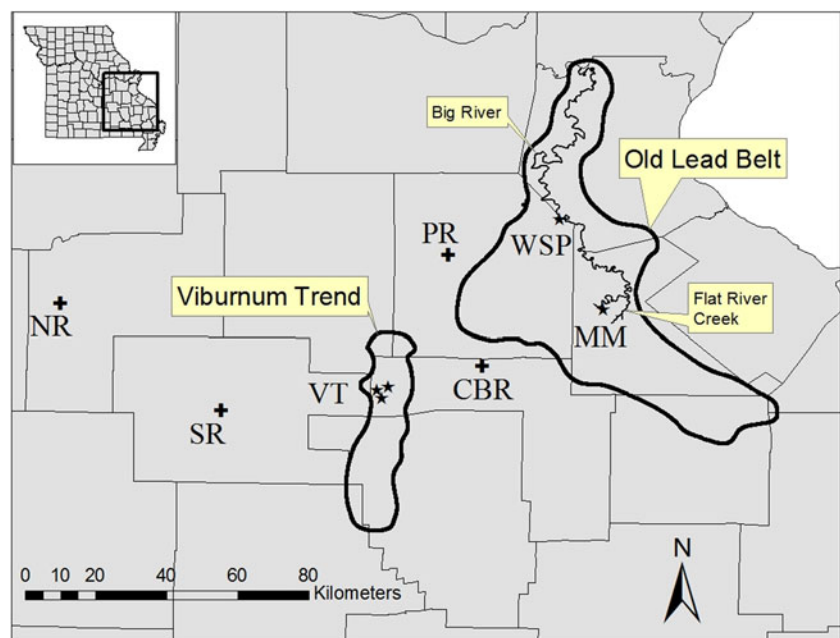 Big River
Old Lead Belt
PR
WSP
Viburnum Trend
Flat River
Creek
NR
MM
VT
CBR
SR
N
0 5 10 20 40 60 80
Kilometers